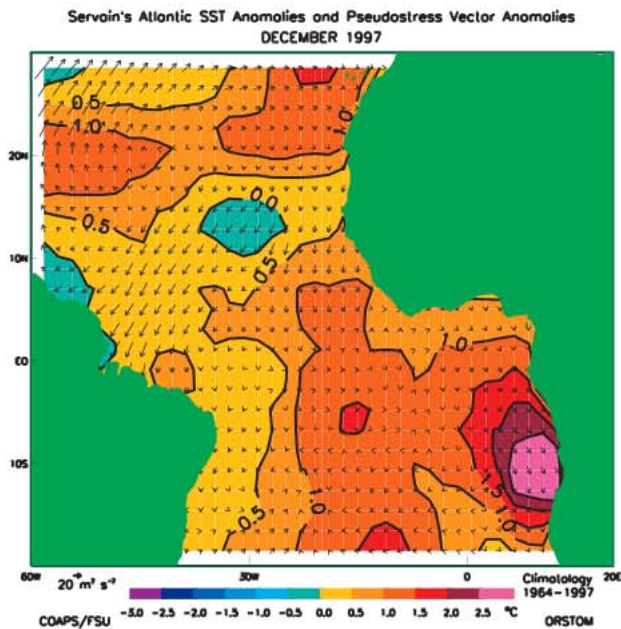 Servain's Atlantic SST Anomalies and Pseudostress Vector Anomalies
DECEMBER 1997
0.5
1.0
1.0
20N
0.0
0.5
10N
0.5
EQ
1.0
10S
1.5
1.0
1.0
0.5
60W 30W 0 20E
20 m² s⁻² Climatology
1964-1997
-5.0 -2.5 -2.0 -1.5 -1.0 -0.5 0.0 0.5 1.0 1.5 2.0 2.5 °C
COAPS/FSU ORSTOM